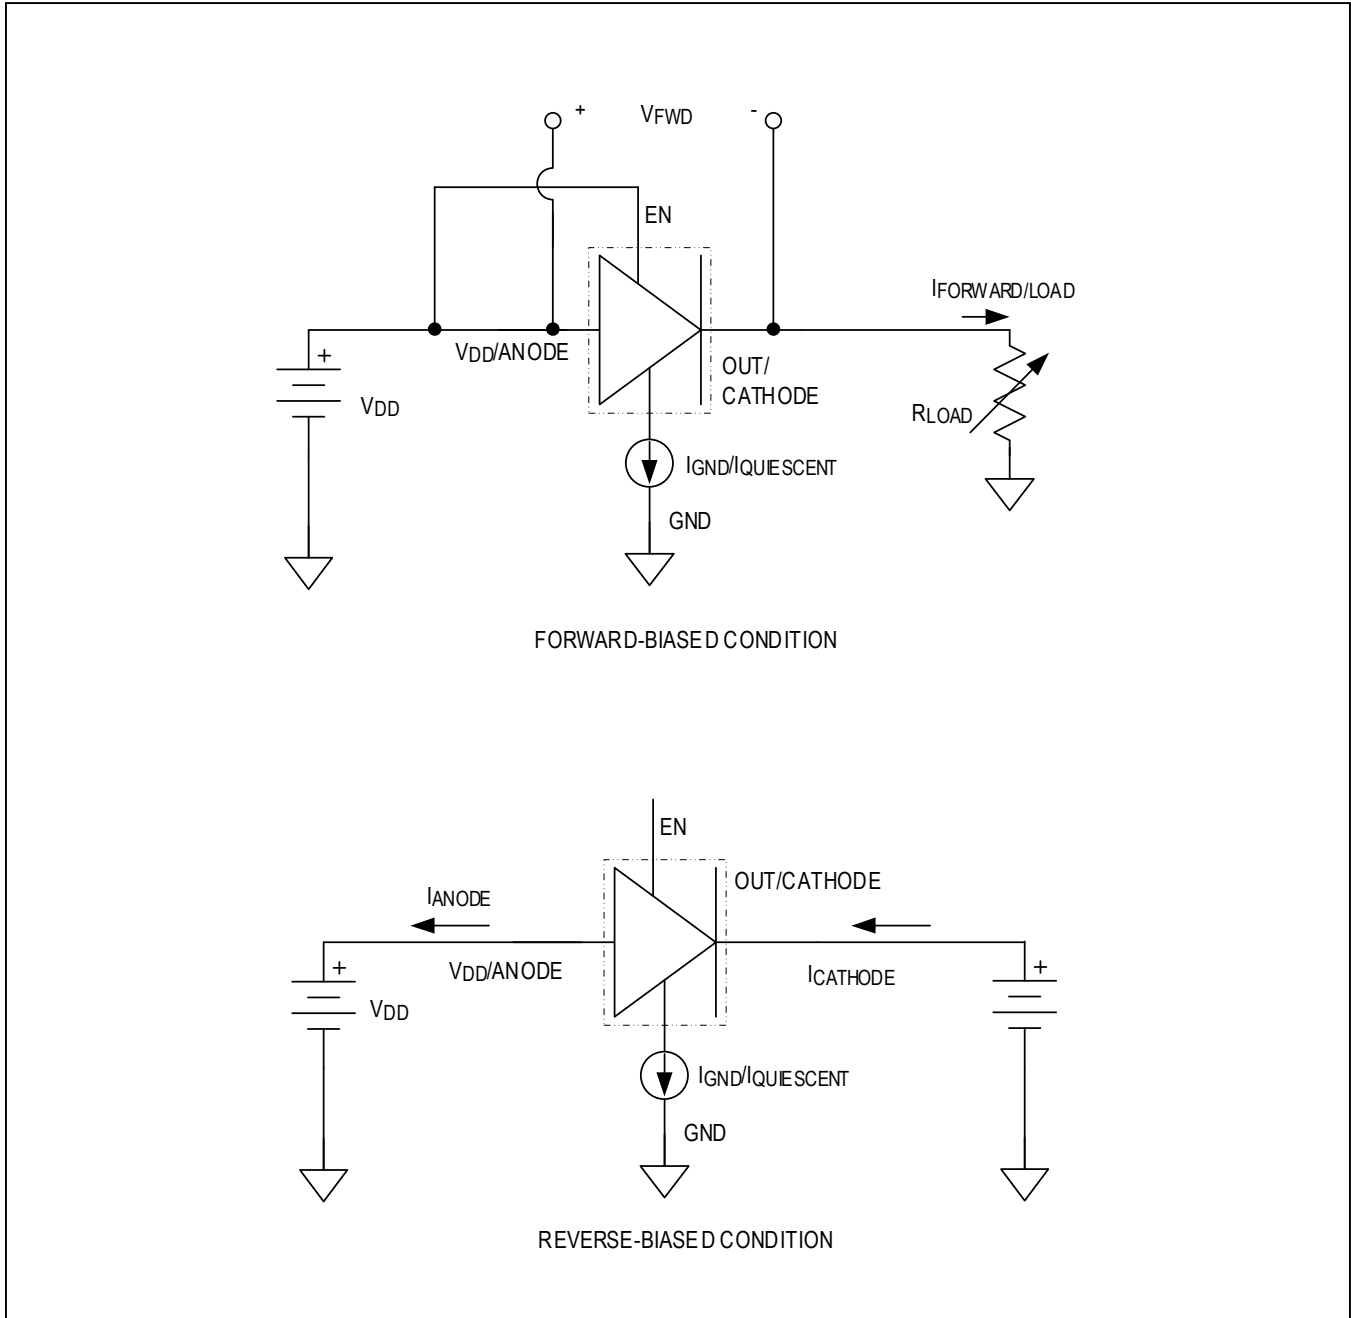 + VFWD -
EN
IFORWARD/LOAD
VDD/ANODE
+
OUT/
CATHODE
VDD
RLOAD
IGND/IQUIESCENT
GND
FORWARD-BIASED CONDITION
EN
OUT/CATHODE
IANODE
+ VDD/ANODE ICATHODE +
VDD
IGND/IQUIESCENT
GND
REVERSE-BIASED CONDITION